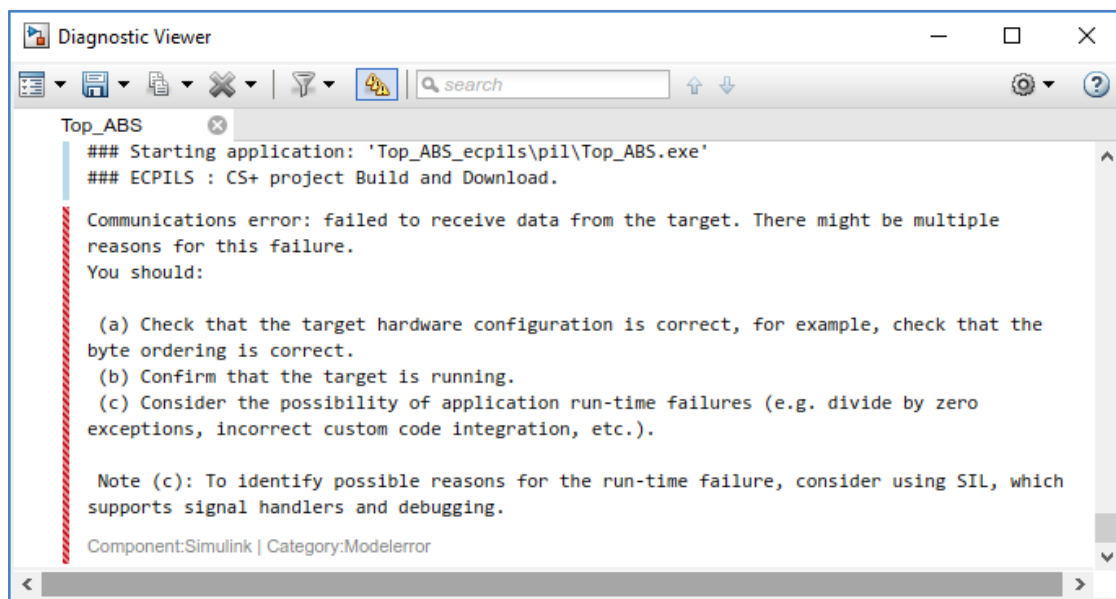 Diagnostic Viewer
search
Top_ABS
### Starting application: 'Top_ABS_ecpils\pil\Top_ABS.exe'
### ECPILS : CS+ project Build and Download.
Communications error: failed to receive data from the target. There might be multiple
reasons for this failure.
You should:
(a) Check that the target hardware configuration is correct, for example, check that the
byte ordering is correct.
(b) Confirm that the target is running.
(c) Consider the possibility of application run-time failures (e.g. divide by zero
exceptions, incorrect custom code integration, etc.).
Note (c): To identify possible reasons for the run-time failure, consider using SIL, which
supports signal handlers and debugging.
Component:Simulink | Category:Modelerror